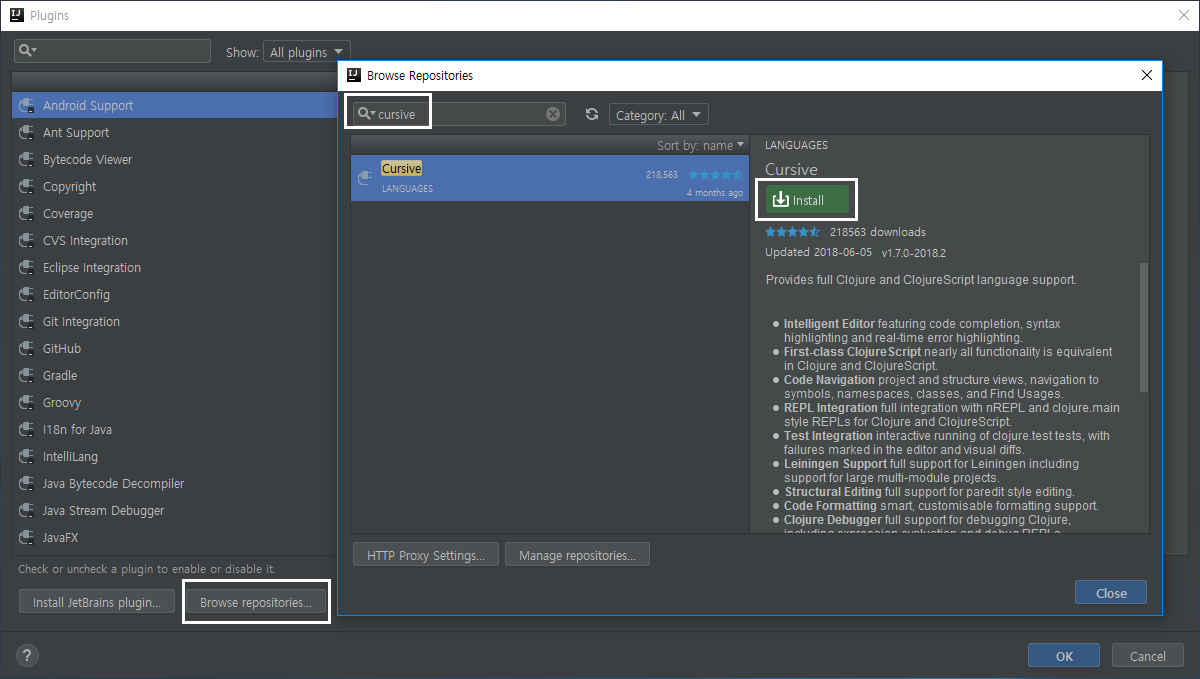 Plugins
Show: All plugins
Android Support
Ant Support
Bytecode Viewer
Copyright
Coverage
CVS Integration
Eclipse Integration
EditorConfig
Git Integration
GitHub
Gradle
Groovy
I18n for Java
IntelliLang
Java Bytecode Decompiler
Java Stream Debugger
JavaFX
Check or uncheck a plugin to enable or disable it.
Install JetBrains plugin...
Browse repositories...
?
Browse Repositories
cursive
Category: All
Sort by: name
Cursive
218,563
LANGUAGES
4 months ago
LANGUAGES
Cursive
Install
218563 downloads
Updated 2018-06-05 v1.7.0-2018.2
Provides full Clojure and ClojureScript language support.
● Intelligent Editor featuring code completion, syntax
highlighting and real-time error highlighting.
● First-class ClojureScript nearly all functionality is equivalent
in Clojure and ClojureScript.
● Code Navigation project and structure views, navigation to
symbols, namespaces, classes, and Find Usages.
● REPL Integration full integration with nREPL and clojure.main
style REPLs for Clojure and ClojureScript.
● Test Integration interactive running of clojure.test tests, with
failures marked in the editor and visual diffs.
● Leiningen Support full support for Leiningen including
support for large multi-module projects.
● Structural Editing full support for paredit style editing.
● Code Formatting smart, customisable formatting support.
● Clojure Debugger full support for debugging Clojure,
including expression evaluation and debug REPLs
HTTP Proxy Settings...
Manage repositories...
Close
OK
Cancel